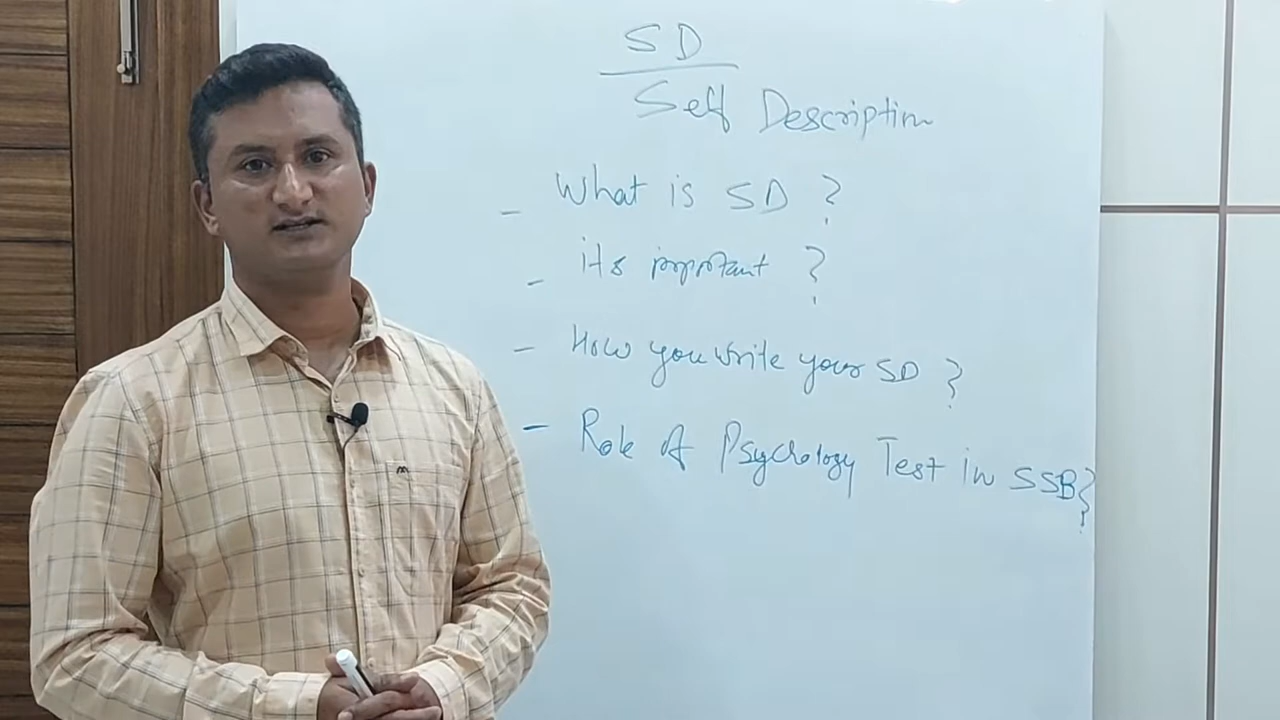 SD
Self Description
- What is SD ?
- its important ?
- How you write your SD ?
- Role of Psychology Test in SSB?